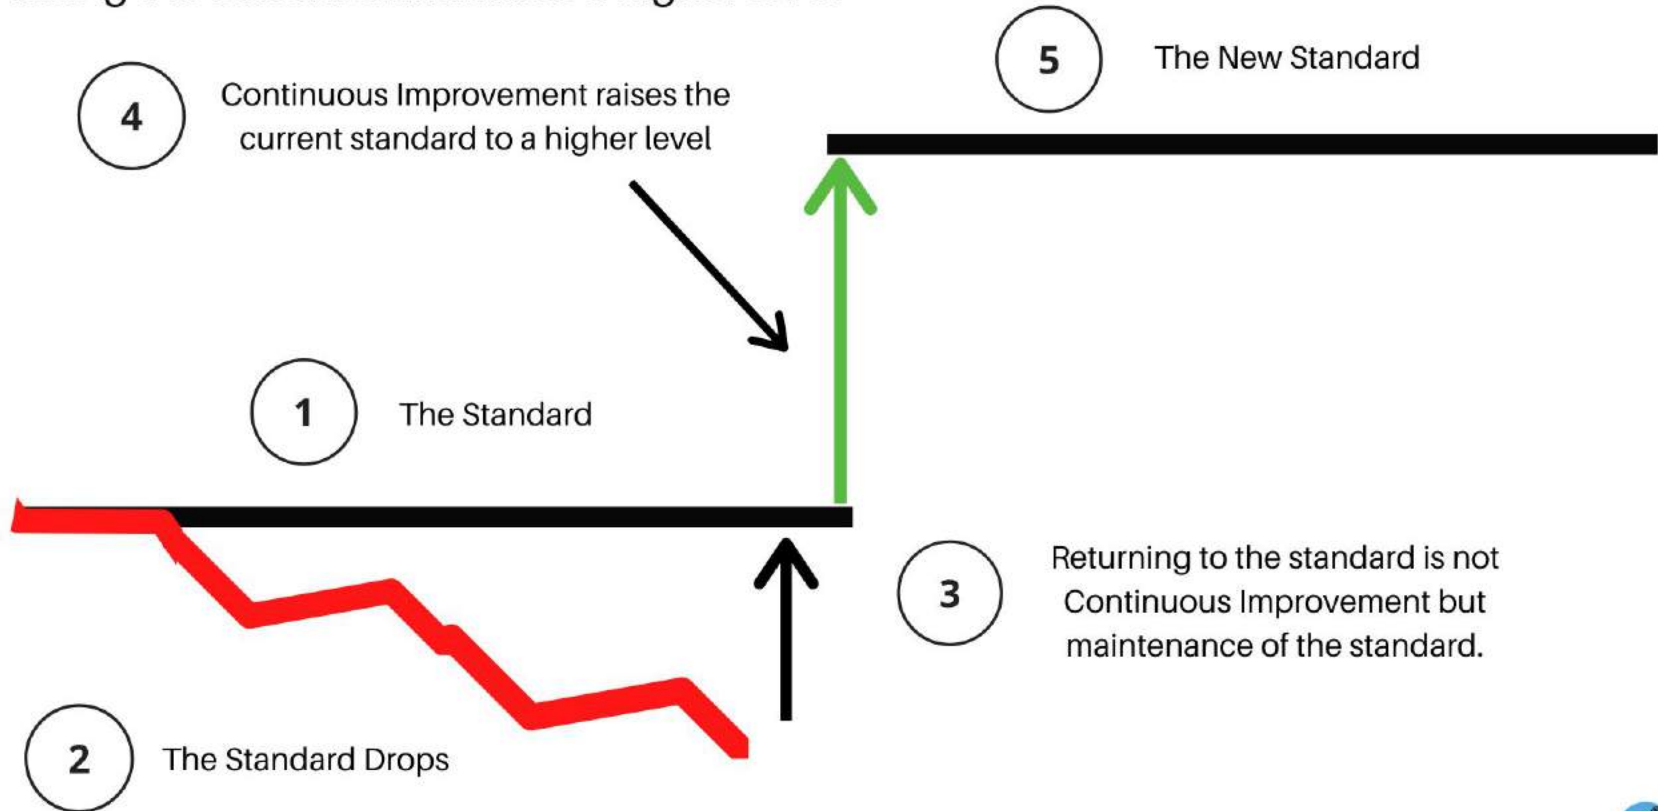 4
Continuous Improvement raises the
current standard to a higher level
5
The New Standard
1
The Standard
3
Returning to the standard is not
Continuous Improvement but
maintenance of the standard.
2
The Standard Drops